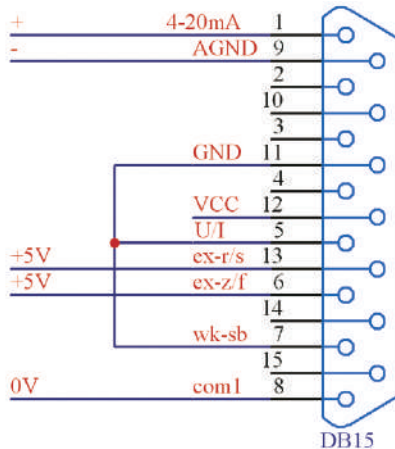 + 4-20mA 1
- AGND 9
2
10
3
GND 11
4
VCC 12
U/I 5
+5V ex-r/s 13
+5V ex-z/f 6
14
wk-sb 7
15
0V com1 8
DB15